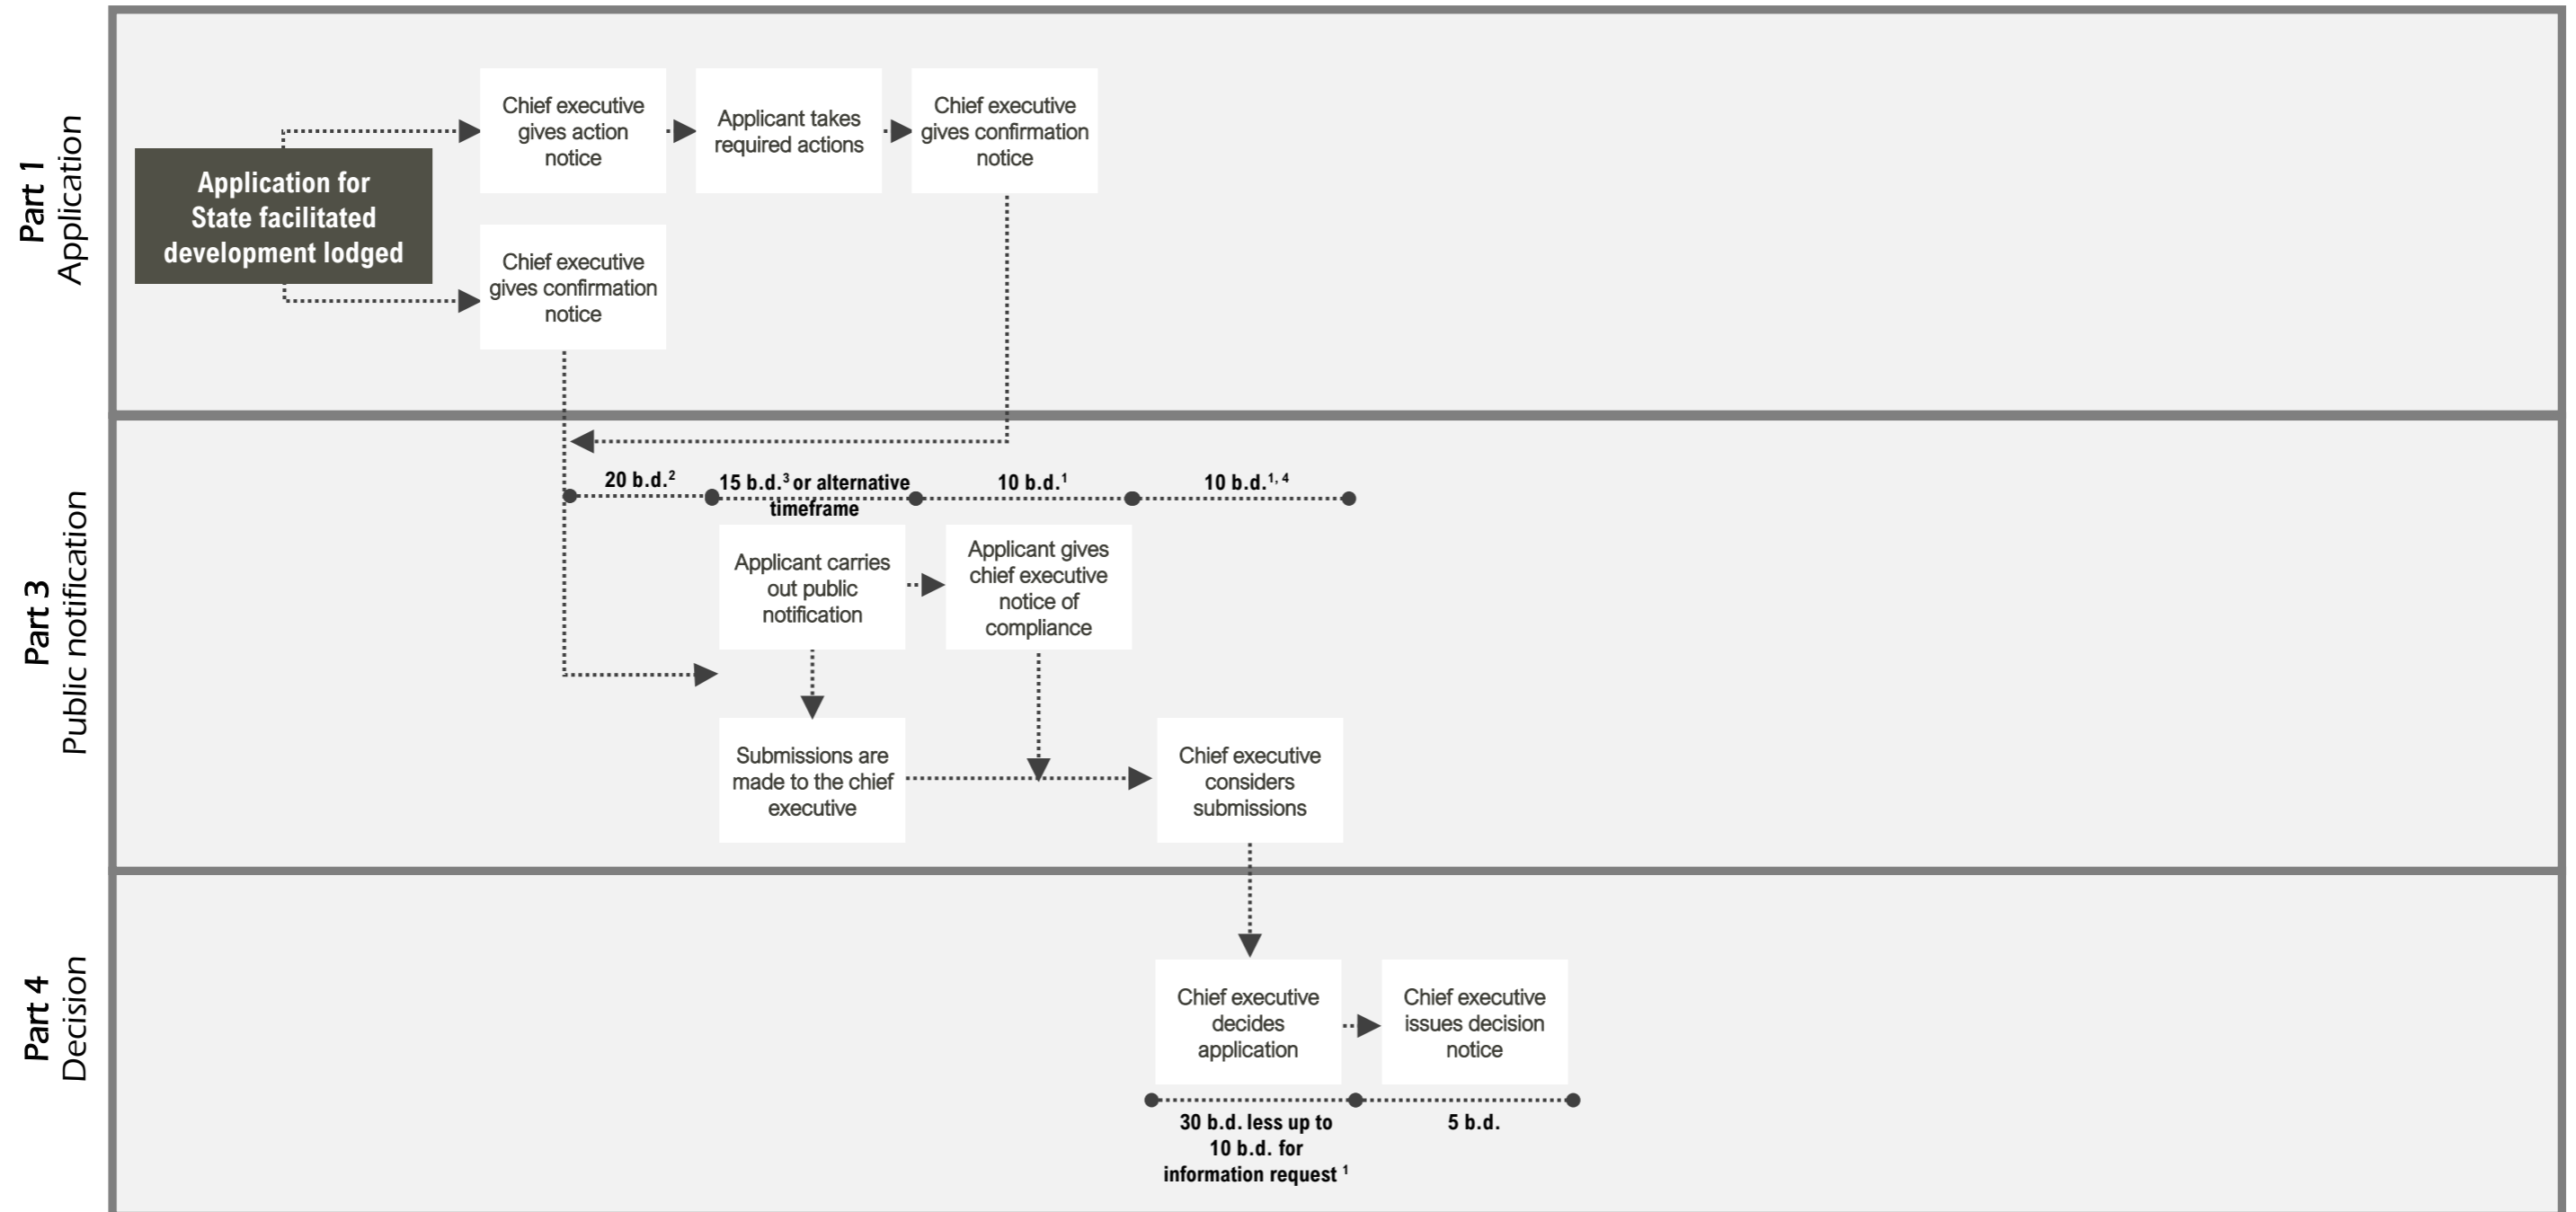 Part 1
Application
Application for
State facilitated
development lodged
Chief executive
gives action
notice
Applicant takes
required actions
Chief executive
gives confirmation
notice
Chief executive
gives confirmation
notice
Part 3
Public notification
20 b.d.²
15 b.d.³ or alternative
timeframe
10 b.d.¹
10 b.d.¹, ⁴
Applicant carries
out public
notification
Applicant gives
chief executive
notice of
compliance
Submissions are
made to the chief
executive
Chief executive
considers
submissions
Part 4
Decision
Chief executive
decides
application
Chief executive
issues decision
notice
30 b.d. less up to
10 b.d. for
information request ¹
5 b.d.